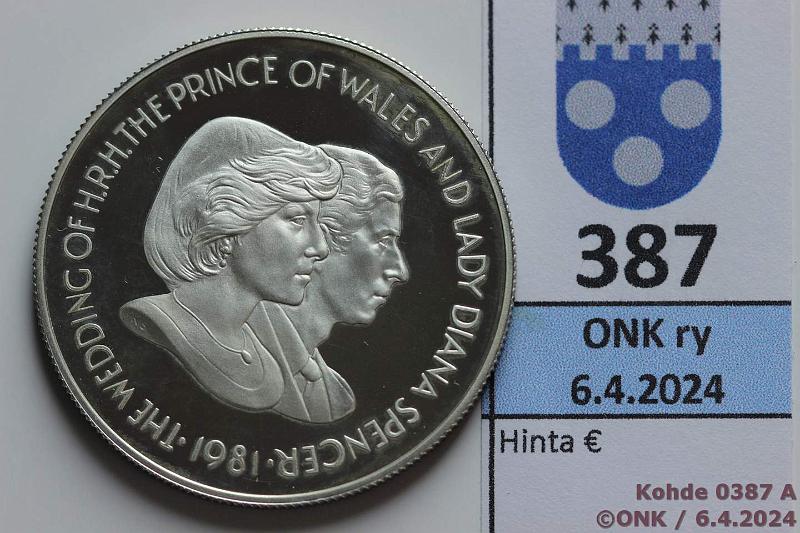 ·THE WEDDING OF H.R.H.THE PRINCE OF WALES AND LADY DIANA SPENCER·1981
387
ONK ry
6.4.2024
Hinta €
Kohde 0387 A
©ONK / 6.4.2024